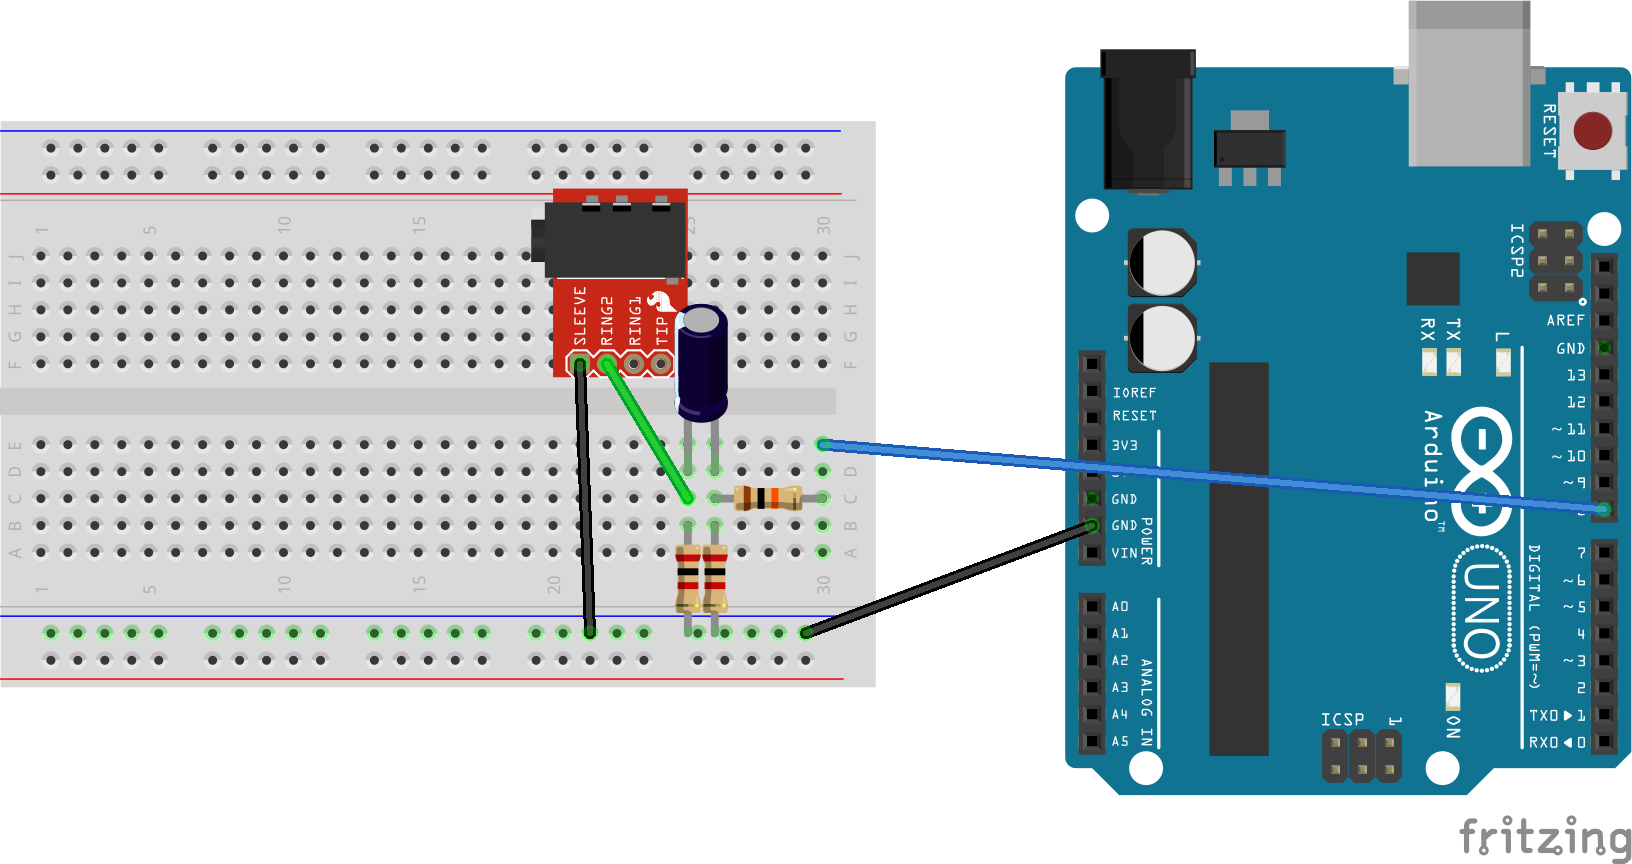 1 5 10 15 25 30
J J
I I
H H
G G
F F
E
D D
C C
B B
A A
1 5 10 15 20 30
SLEEVE
RING2
RING1
TIP
RESET
ICSP2
AREF
GND
13
12
~11
~10
~9
7
~6
~5
4
~3
2
TX0▶1
RX0◀0
RX
TX
L
IOREF
RESET
3V3
GND
GND
VIN
POWER
A0
A1
A2
A3
A4
A5
ANALOG IN
Arduino™
UNO
DIGITAL (PWM=~)
ICSP
1
ON
fritzing